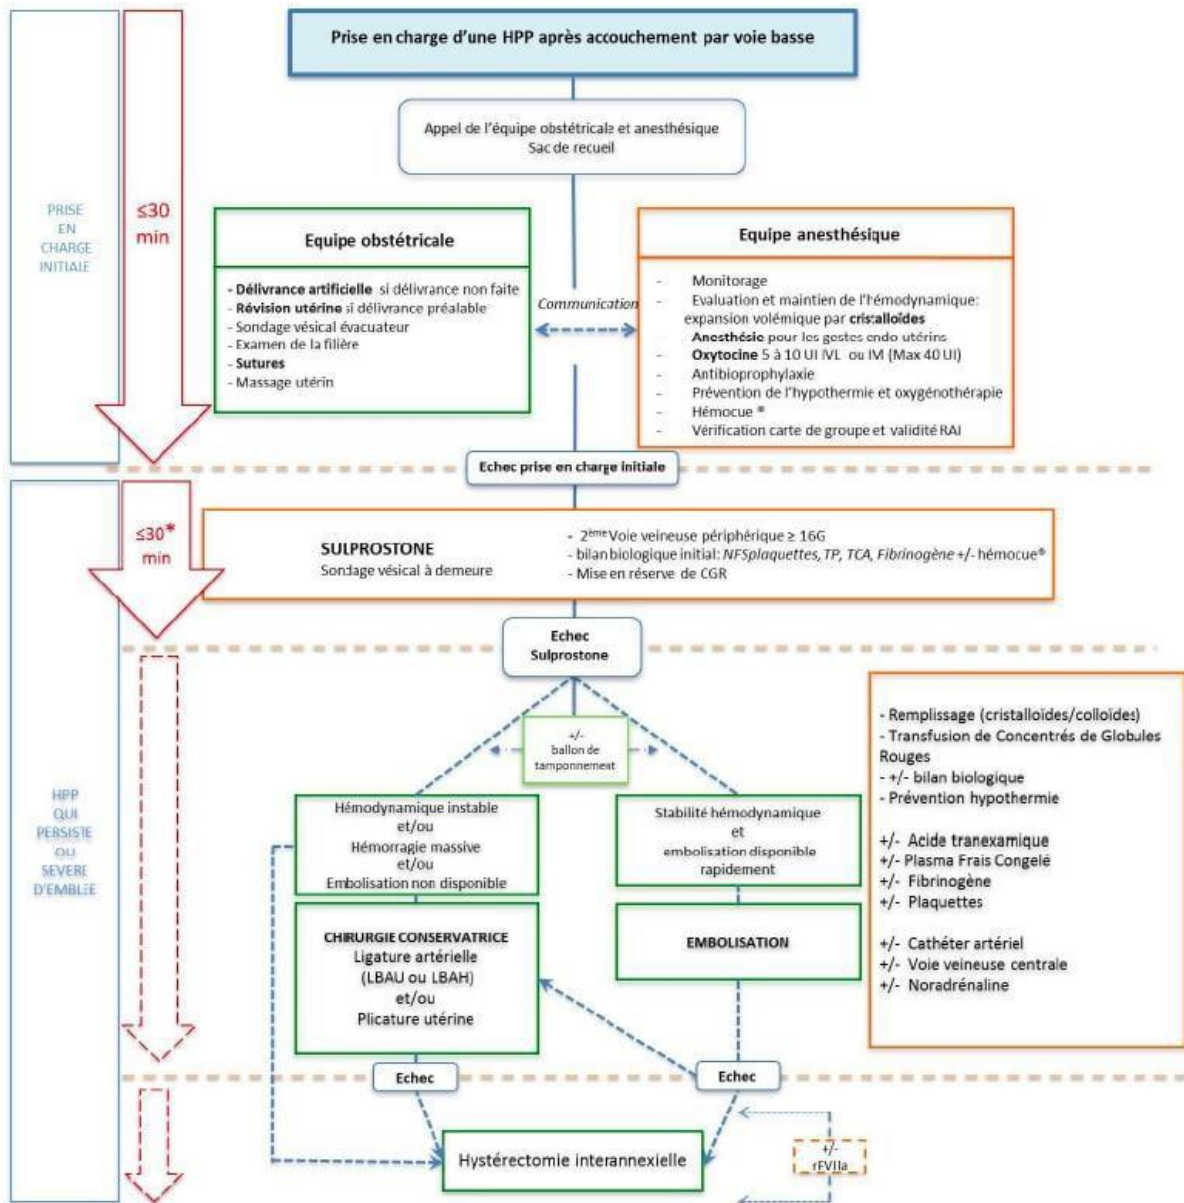 Prise en charge d'une HPP après accouchement par voie basse
Appel de l'équipe obstétricale et anesthésique
Sac de recueil
PRISE
EN
CHARGE
INITIALE
≤30
min
Equipe obstétricale
- Délivrance artificielle si délivrance non faite
- Révision utérine si délivrance préalable
- Sondage vésical évacuateur
- Examen de la filière
- Sutures
- Massage utérin
Communication
Equipe anesthésique
- Monitorage
- Evaluation et maintien de l'hémodynamique:
expansion volémique par cristalloïdes
- Anesthésie pour les gestes endo utérins
- Oxytocine 5 à 10 UI IVL ou IM (Max 40 UI)
- Antibioprophylaxie
- Prévention de l'hypothermie et oxygénothérapie
- Hémocue ®
- Vérification carte de groupe et validité RAI
Echec prise en charge initiale
≤30*
min
SULPROSTONE
Sondage vésical à demeure
- 2ème Voie veineuse périphérique ≥ 16G
- bilan biologique initial: NFSplaquettes, TP, TCA, Fibrinogène +/- hémocue®
- Mise en réserve de CGR
Echec
Sulprostone
HPP
QUI
PERSISTE
OU
SEVERE
D'EMBLEE
+/-
ballon de
tamponnement
Hémodynamique instable
et/ou
Hémorragie massive
et/ou
Embolisation non disponible
Stabilité hémodynamique
et
embolisation disponible
rapidement
CHIRURGIE CONSERVATRICE
Ligature artérielle
(LBAU ou LBAH)
et/ou
Plicature utérine
EMBOLISATION
- Remplissage (cristalloïdes/colloïdes)
- Transfusion de Concentrés de Globules
Rouges
- +/- bilan biologique
- Prévention hypothermie
+/- Acide tranexamique
+/- Plasma Frais Congelé
+/- Fibrinogène
+/- Plaquettes
+/- Cathéter artériel
+/- Voie veineuse centrale
+/- Noradrénaline
Echec
Echec
Hystérectomie interannexielle
+/-
rFVIIa